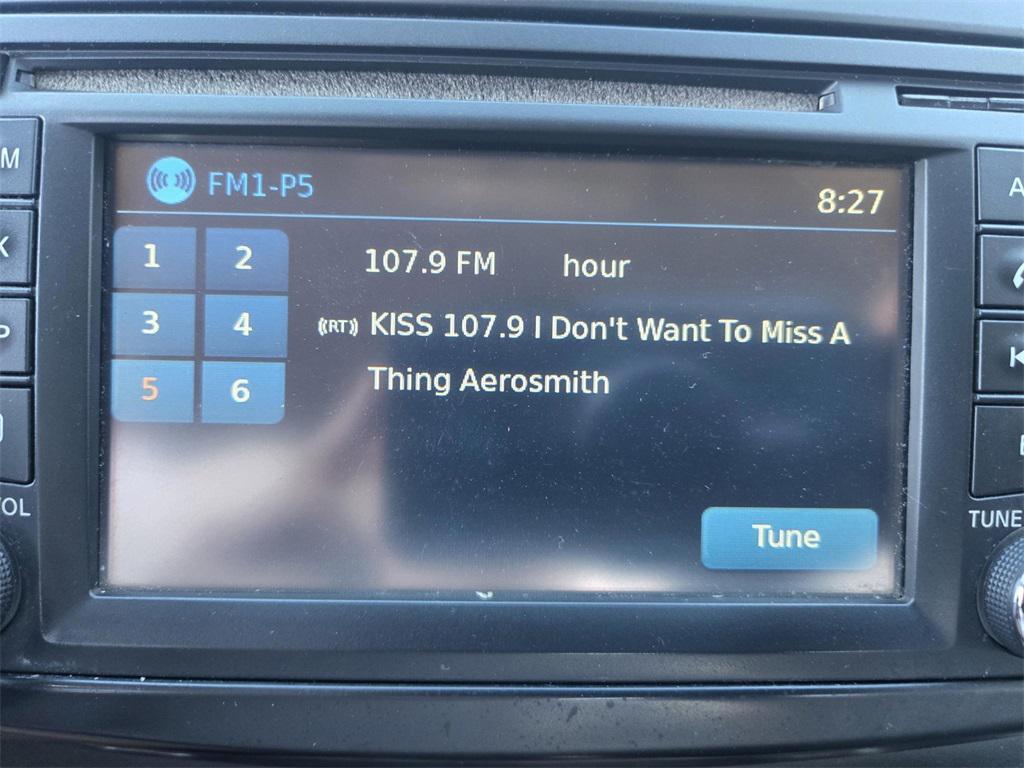 FM1-P5
8:27
1 2
107.9 FM hour
3 4
((RT)) KISS 107.9 I Don't Want To Miss A
5 6
Thing Aerosmith
Tune
TUNE